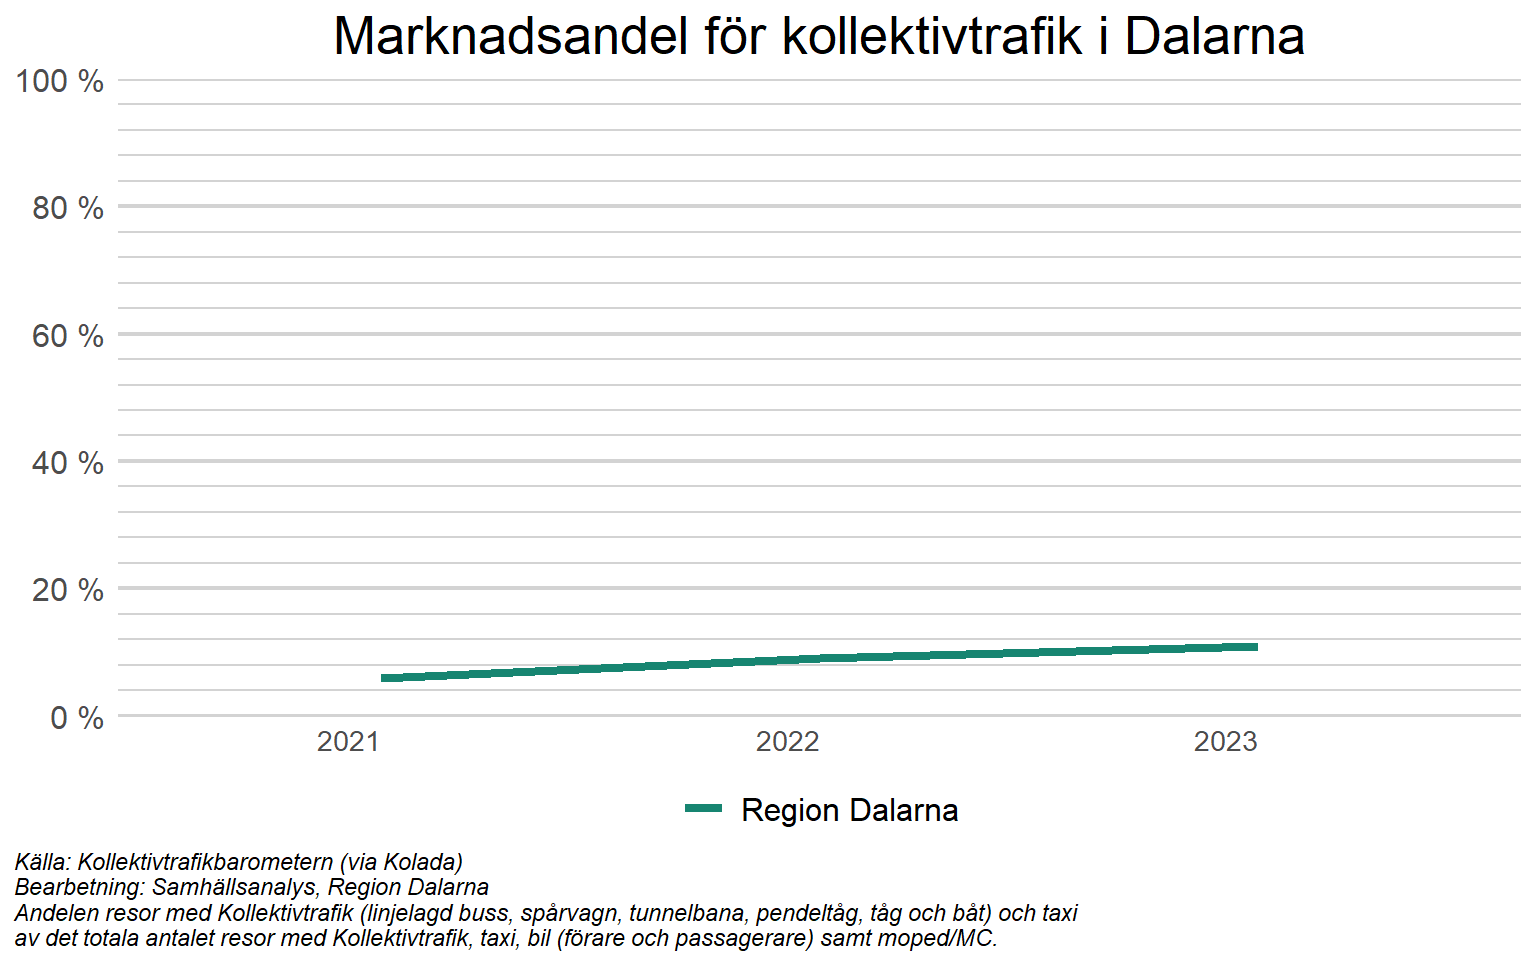 Marknadsandel för kollektivtrafik i Dalarna
100 %
80 %
60 %
40 %
20 %
0 %
2021
2022
2023
Region Dalarna
Källa: Kollektivtrafikbarometern (via Kolada)
Bearbetning: Samhällsanalys, Region Dalarna
Andelen resor med Kollektivtrafik (linjelagd buss, spårvagn, tunnelbana, pendeltåg, tåg och båt) och taxi
av det totala antalet resor med Kollektivtrafik, taxi, bil (förare och passagerare) samt moped/MC.